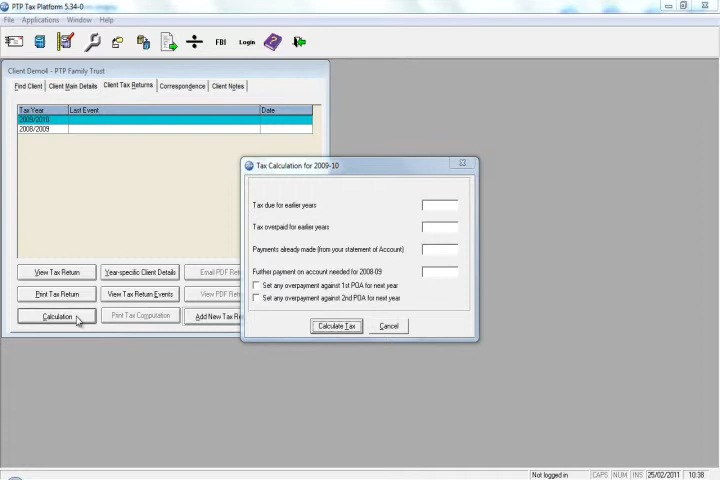 PTP Tax Platform 5.34-0
File Applications Window Help
FBI Login
Client Demo4 - PTP Family Trust
Find Client Client Main Details Client Tax Returns Correspondence Client Notes
Tax Year Last Event Date
2009/2010
2008/2009
Tax Calculation for 2009-10
Tax due for earlier years
Tax overpaid for earlier years
Payments already made (from your statement of Account)
Further payment on account needed for 2008-09
Set any overpayment against 1st POA for next year
Set any overpayment against 2nd POA for next year
Calculate Tax Cancel
View Tax Return Year-specific Client Details Email PDF Ret
Print Tax Return View Tax Return Events View PDF Ret
Calculation Print Tax Computation Add New Tax Re
Not logged in CAPS NUM INS 25/02/2011 10:38